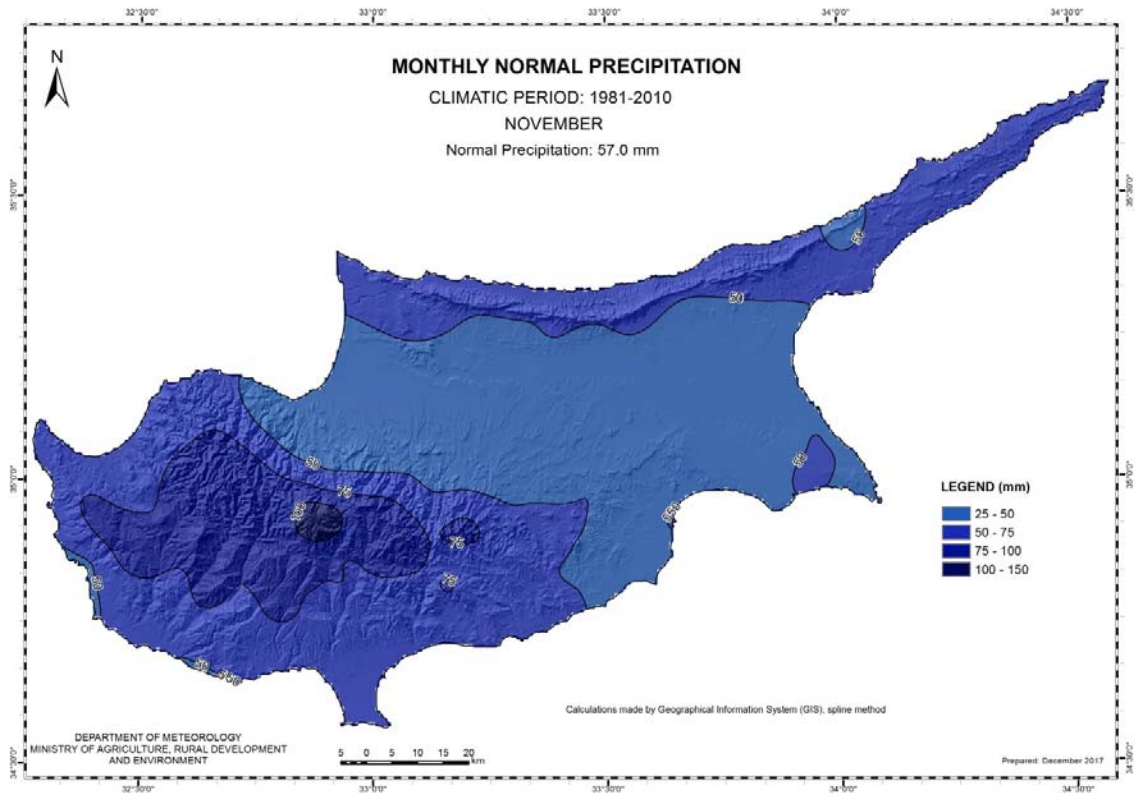 32°30'0" 33°0'0" 33°30'0" 34°0'0" 34°30'0"
N
MONTHLY NORMAL PRECIPITATION
CLIMATIC PERIOD: 1981-2010
NOVEMBER
Normal Precipitation: 57.0 mm
35°30'0" 35°30'0"
50
50
50
50
75
100
75
75
50
50
35°0'0" 35°0'0"
LEGEND (mm)
25 - 50
50 - 75
75 - 100
100 - 150
Calculations made by Geographical Information System (GIS), spline method
DEPARTMENT OF METEOROLOGY
MINISTRY OF AGRICULTURE, RURAL DEVELOPMENT
AND ENVIRONMENT
5 0 5 10 15 20
km
Prepared: December 2017
34°30'0" 34°30'0"
32°30'0" 33°0'0" 33°30'0" 34°0'0" 34°30'0"